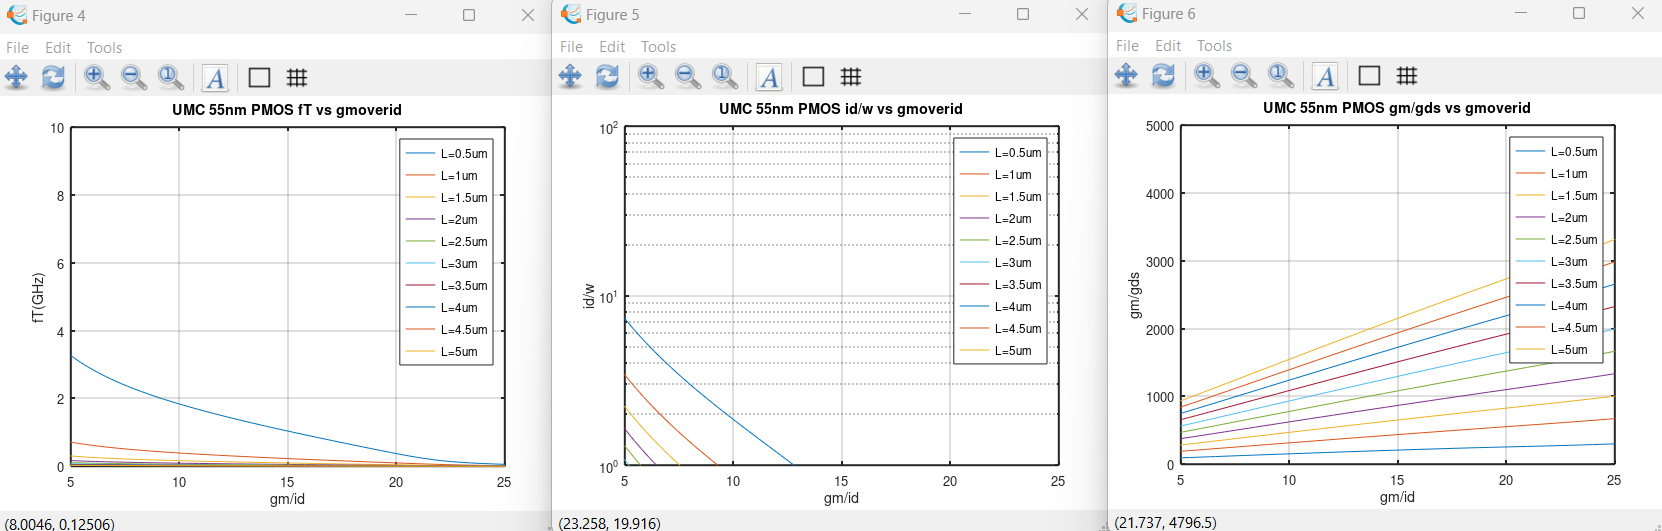 Figure 4
File Edit Tools
UMC 55nm PMOS fT vs gmoverid
fT(GHz)
10
8
6
4
2
0
5 10 15 20 25
gm/id
L=0.5um
L=1um
L=1.5um
L=2um
L=2.5um
L=3um
L=3.5um
L=4um
L=4.5um
L=5um
(8.0046, 0.12506)
Figure 5
File Edit Tools
UMC 55nm PMOS id/w vs gmoverid
id/w
10²
10¹
10⁰
5 10 15 20 25
gm/id
L=0.5um
L=1um
L=1.5um
L=2um
L=2.5um
L=3um
L=3.5um
L=4um
L=4.5um
L=5um
(23.258, 19.916)
Figure 6
File Edit Tools
UMC 55nm PMOS gm/gds vs gmoverid
gm/gds
5000
4000
3000
2000
1000
0
5 10 15 20 25
gm/id
L=0.5um
L=1um
L=1.5um
L=2um
L=2.5um
L=3um
L=3.5um
L=4um
L=4.5um
L=5um
(21.737, 4796.5)